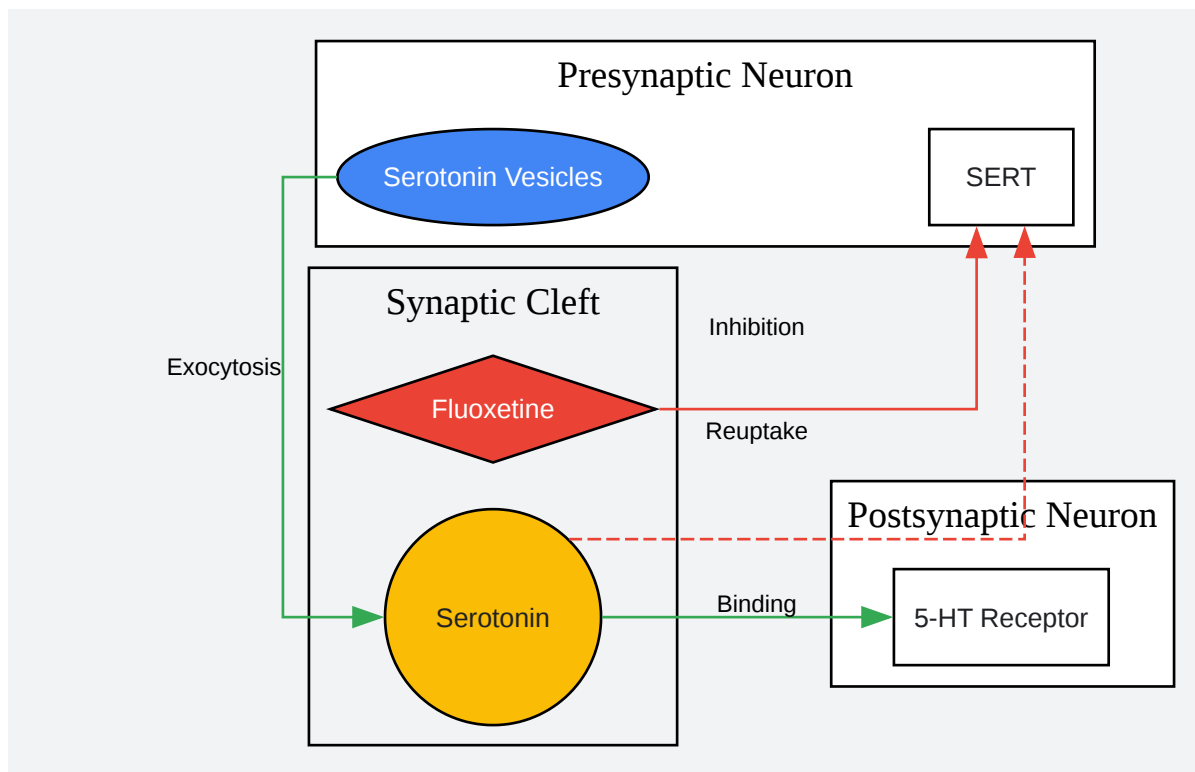 Presynaptic Neuron
Serotonin Vesicles
SERT
Synaptic Cleft
Inhibition
Exocytosis
Fluoxetine
Reuptake
Postsynaptic Neuron
Binding
Serotonin
5-HT Receptor